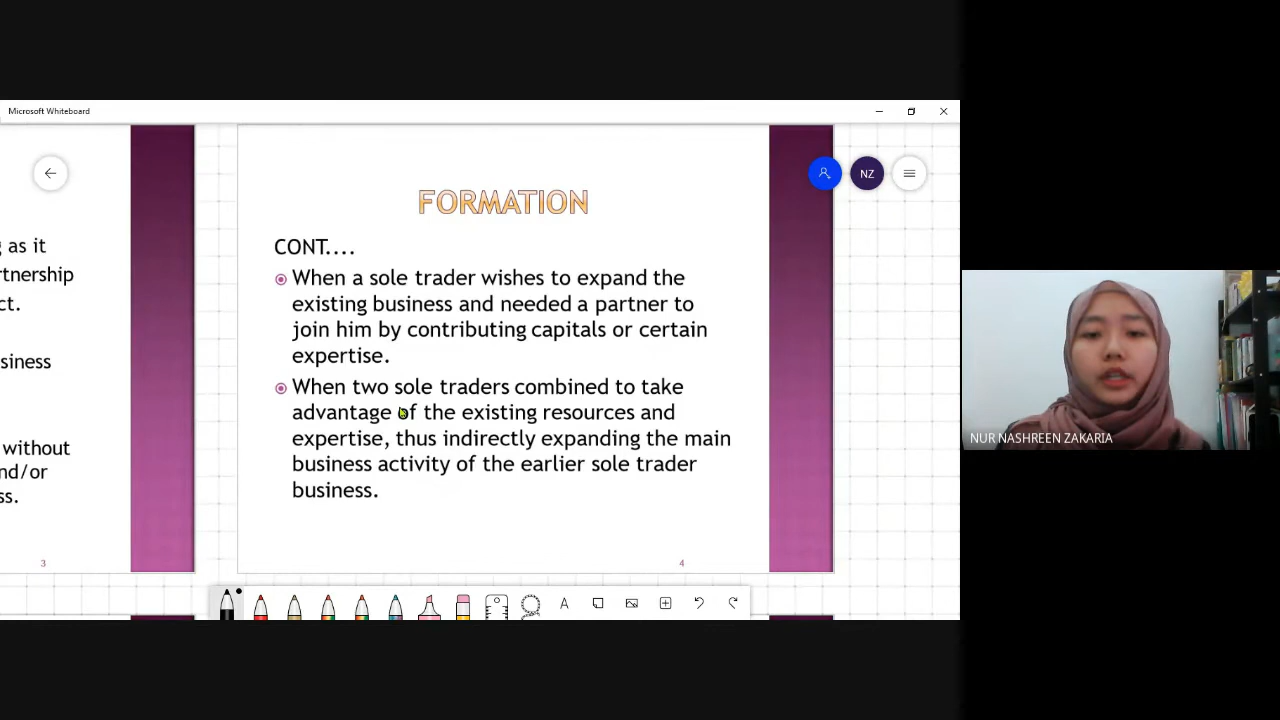 Microsoft Whiteboard
as it
rtnership
ct.
siness
without
nd/or
ss.
3
NZ
FORMATION
CONT....
When a sole trader wishes to expand the
existing business and needed a partner to
join him by contributing capitals or certain
expertise.
When two sole traders combined to take
advantage of the existing resources and
expertise, thus indirectly expanding the main
business activity of the earlier sole trader
business.
4
A
NUR NASHREEN ZAKARIA